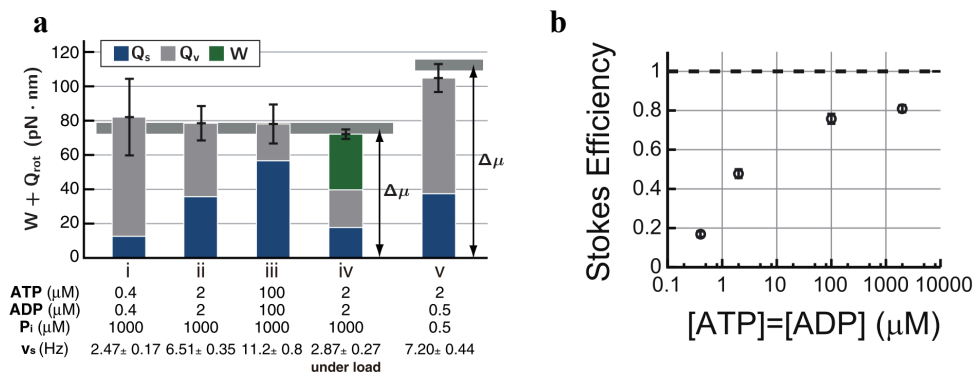 a
b
Qs Qv W
W + Qrot (pN · nm)
120
100
80
60
40
20
0
Δμ
Δμ
i ii iii iv v
ATP (μM) 0.4 2 100 2 2
ADP (μM) 0.4 2 100 2 0.5
Pi (μM) 1000 1000 1000 1000 0.5
vs (Hz) 2.47± 0.17 6.51± 0.35 11.2± 0.8 2.87± 0.27 7.20± 0.44
under load
Stokes Efficiency
1
0.8
0.6
0.4
0.2
0
0.1 1 10 100 1000 10000
[ATP]=[ADP] (μM)